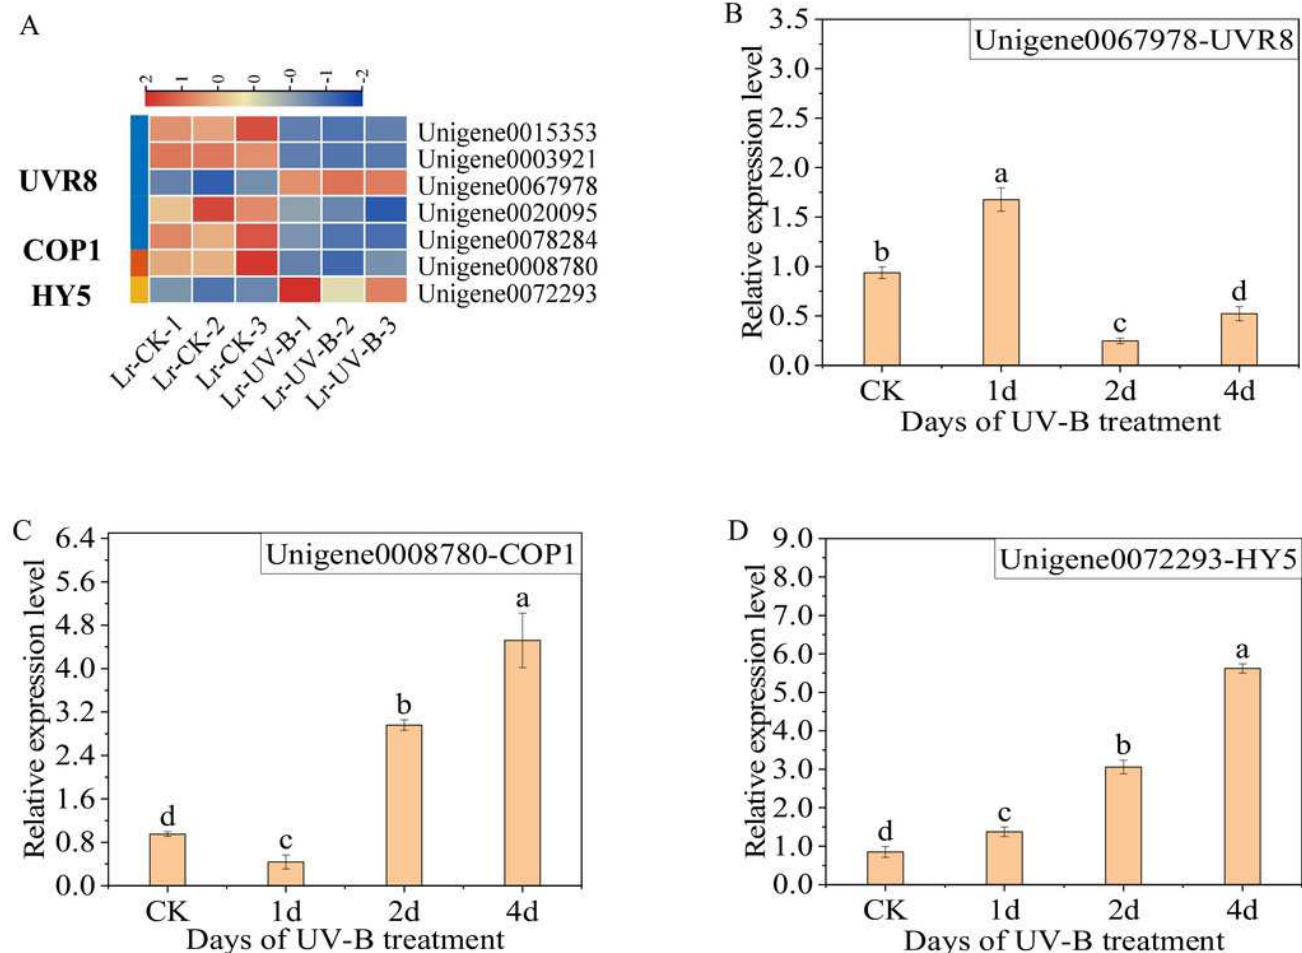 A
2 1 0 0 -0 -1 -2
UVR8
COP1
HY5
Unigene0015353
Unigene0003921
Unigene0067978
Unigene0020095
Unigene0078284
Unigene0008780
Unigene0072293
Lr-CK-1
Lr-CK-2
Lr-CK-3
Lr-UV-B-1
Lr-UV-B-2
Lr-UV-B-3
B
Unigene0067978-UVR8
Relative expression level
3.5
3.0
2.5
2.0
1.5
1.0
0.5
0.0
b
a
c
d
CK 1d 2d 4d
Days of UV-B treatment
C
Unigene0008780-COP1
Relative expression level
6.4
5.6
4.8
4.0
3.2
2.4
1.6
0.8
0.0
d
c
b
a
CK 1d 2d 4d
Days of UV-B treatment
D
Unigene0072293-HY5
Relative expression level
9.0
8.0
7.0
6.0
5.0
4.0
3.0
2.0
1.0
0.0
d
c
b
a
CK 1d 2d 4d
Days of UV-B treatment